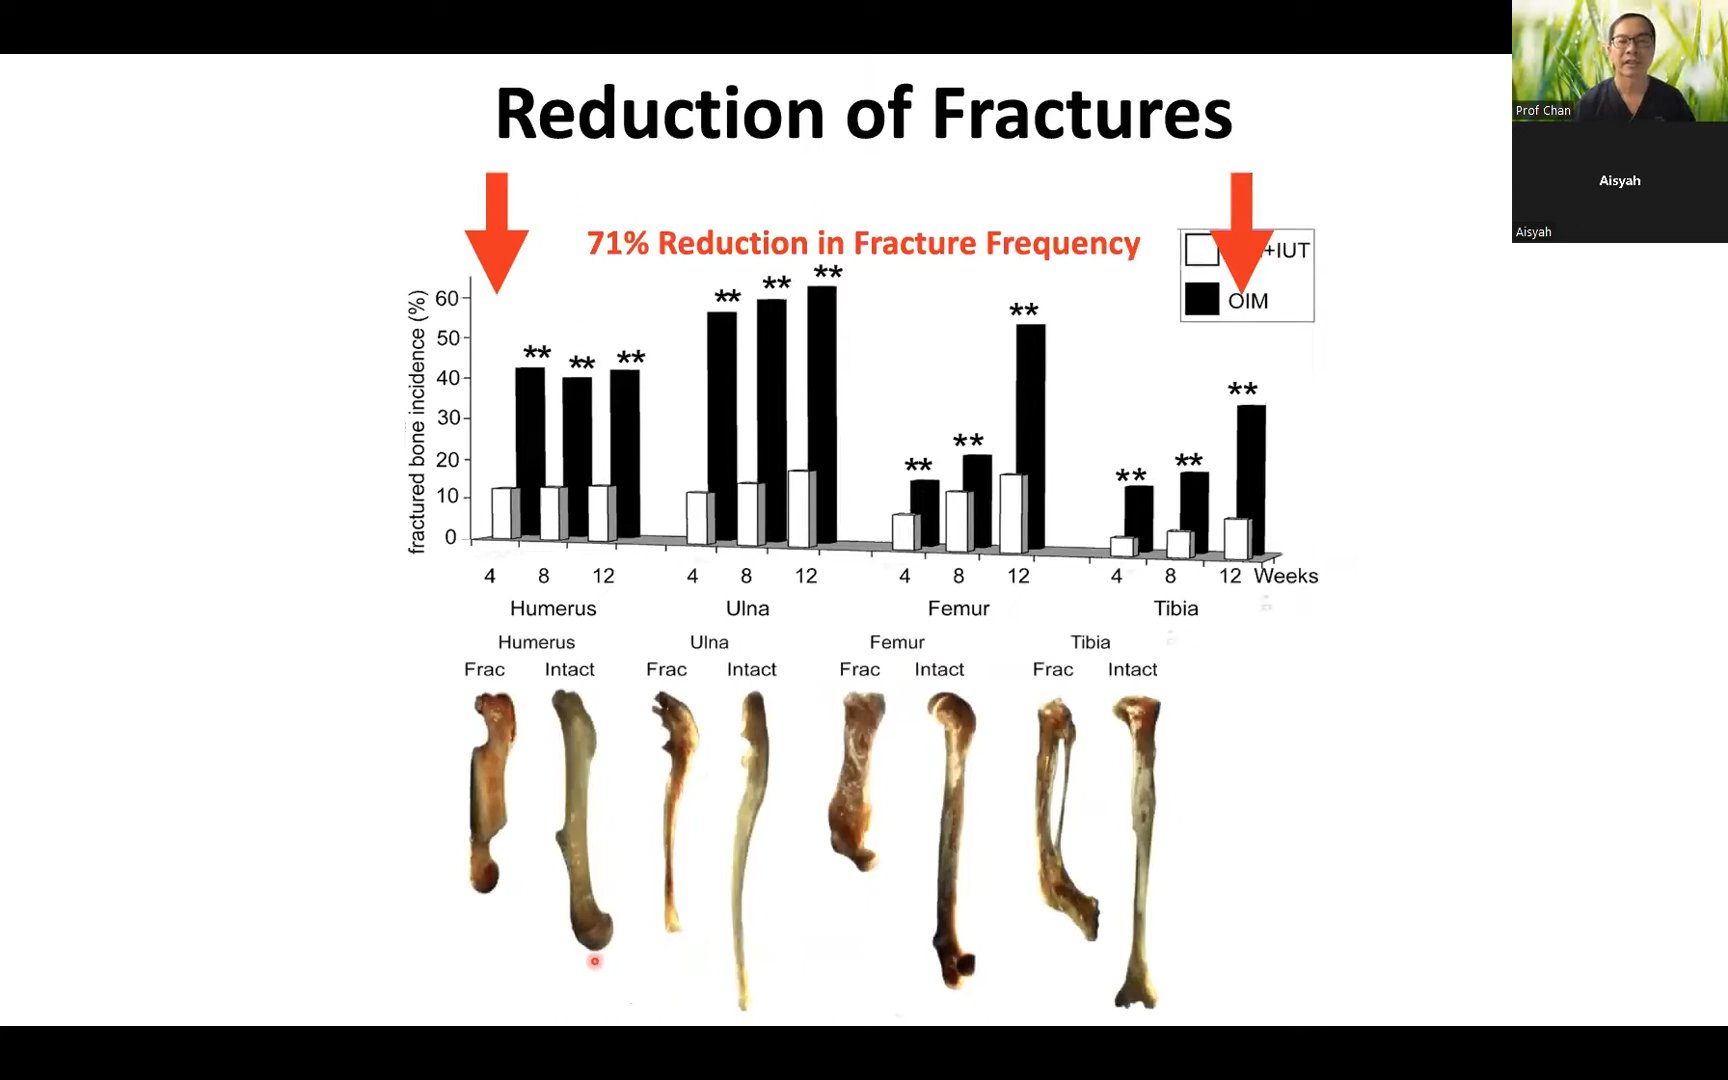 Reduction of Fractures
Prof Chan
Aisyah
Aisyah
71% Reduction in Fracture Frequency
+IUT
OIM
fractured bone incidence (%)
60
50
40
30
20
10
0
** ** ** ** ** ** ** ** ** ** ** **
4 8 12 4 8 12 4 8 12 4 8 12 Weeks
Humerus Ulna Femur Tibia
Humerus Ulna Femur Tibia
Frac Intact Frac Intact Frac Intact Frac Intact